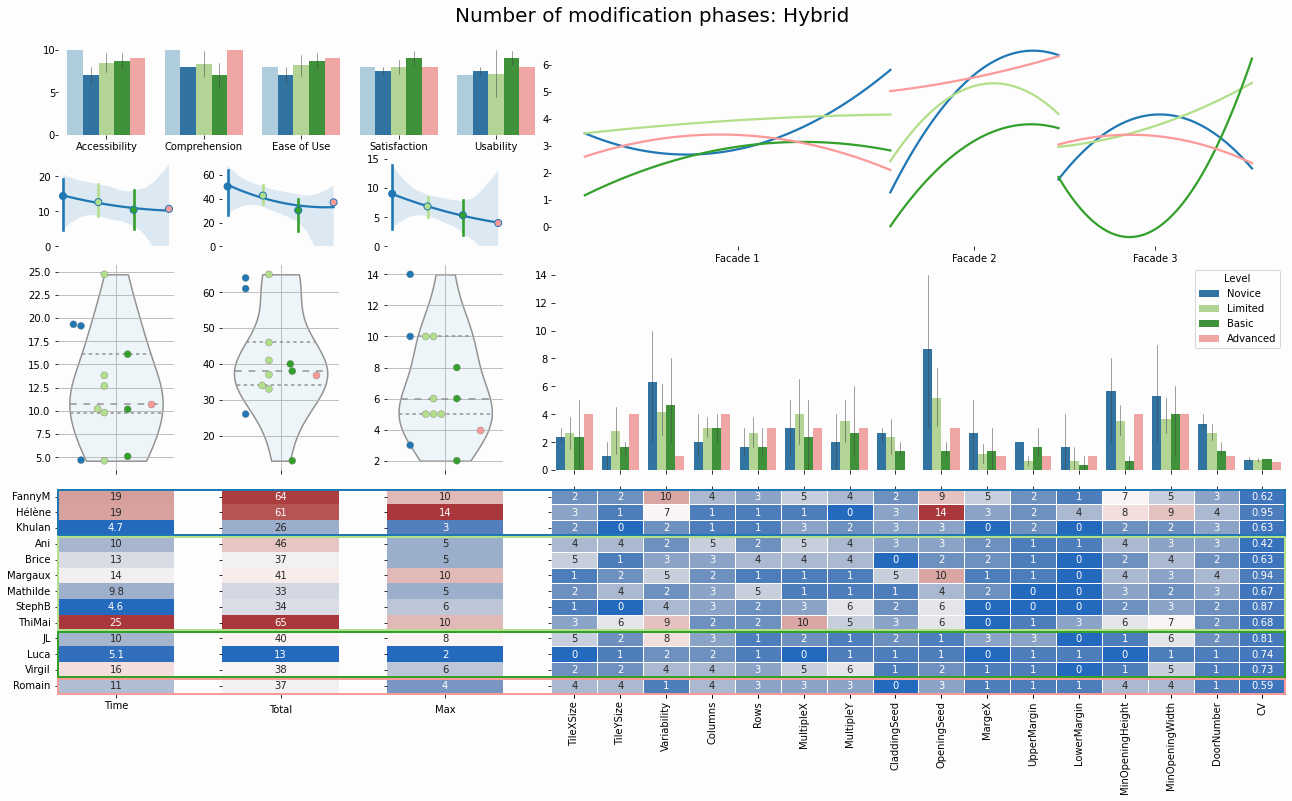 Number of modification phases: Hybrid
10
5
0
Accessibility Comprehension Ease of Use Satisfaction Usability
6
5
4
3
2
1
0
Facade 1 Facade 2 Facade 3
20
10
0
60
40
20
0
15
10
5
0
25.0
22.5
20.0
17.5
15.0
12.5
10.0
7.5
5.0
60
50
40
30
20
14
12
10
8
6
4
2
14
12
10
8
6
4
2
0
Level
Novice
Limited
Basic
Advanced
FannyM 19 64 10 2 2 10 4 3 5 4 2 9 5 2 1 7 5 3 0.62
Hélène 19 61 14 3 1 7 1 1 1 0 3 14 3 2 4 8 9 4 0.95
Khulan 4.7 26 3 2 0 2 1 1 3 2 3 3 0 2 0 2 2 3 0.63
Ani 10 46 5 4 4 2 5 2 5 4 3 3 2 1 1 4 3 3 0.42
Brice 13 37 5 5 1 3 3 4 4 4 0 2 2 1 0 2 4 2 0.63
Margaux 14 41 10 1 2 5 2 1 1 1 5 10 1 1 0 4 3 4 0.94
Mathilde 9.8 33 5 2 4 2 3 5 1 1 1 4 2 0 0 3 2 3 0.67
StephB 4.6 34 6 1 0 4 3 2 3 6 2 6 0 0 0 2 3 2 0.87
ThiMai 25 65 10 3 6 9 2 2 10 5 3 6 0 1 3 6 7 2 0.68
JL 10 40 8 5 2 8 3 1 2 1 2 1 3 3 0 1 6 2 0.81
Luca 5.1 13 2 0 1 2 2 1 0 1 1 1 1 1 1 0 1 1 0.74
Virgil 16 38 6 2 2 4 4 3 5 6 1 2 1 1 0 1 5 1 0.73
Romain 11 37 4 4 4 1 4 3 3 3 0 3 1 1 1 4 4 1 0.59
Time Total Max TileXSize TileYSize Variability Columns Rows MultipleX MultipleY CladdingSeed OpeningSeed MargeX UpperMargin LowerMargin MinOpeningHeight MinOpeningWidth DoorNumber CV